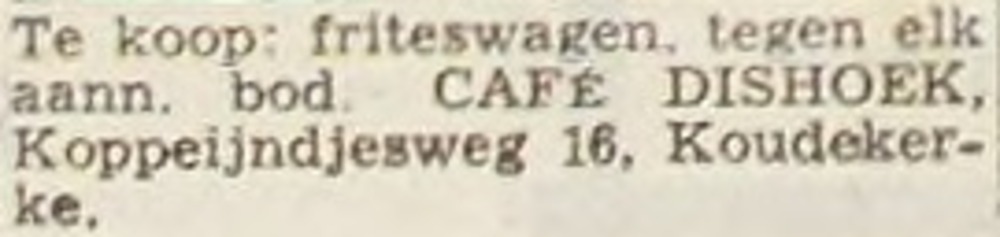 Te koop: friteswagen, tegen elk
aann. bod. CAFÉ DISHOEK,
Koppeijndjesweg 16, Koudeker-
ke.